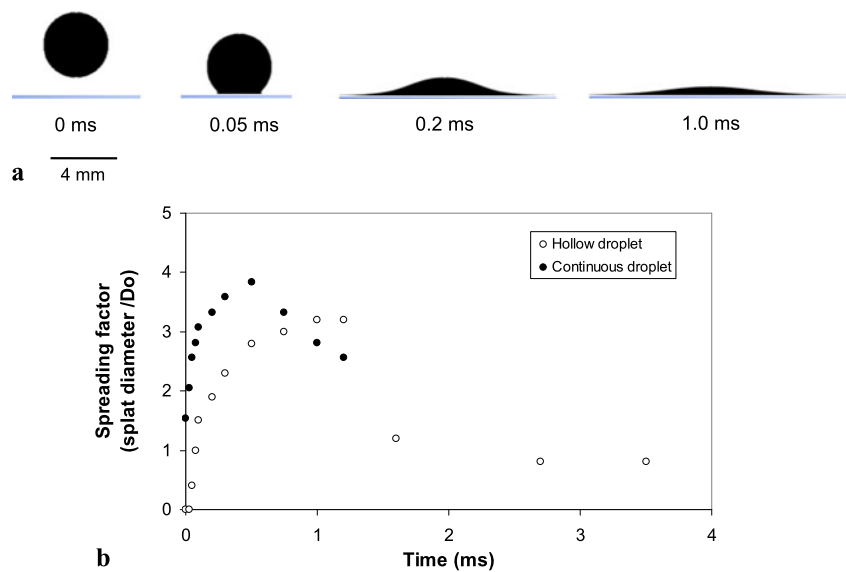 0 ms
0.05 ms
0.2 ms
1.0 ms
a
4 mm
5
4
3
2
1
0
Spreading factor
(splat diameter /Do)
Hollow droplet
Continuous droplet
0
1
2
3
4
Time (ms)
b